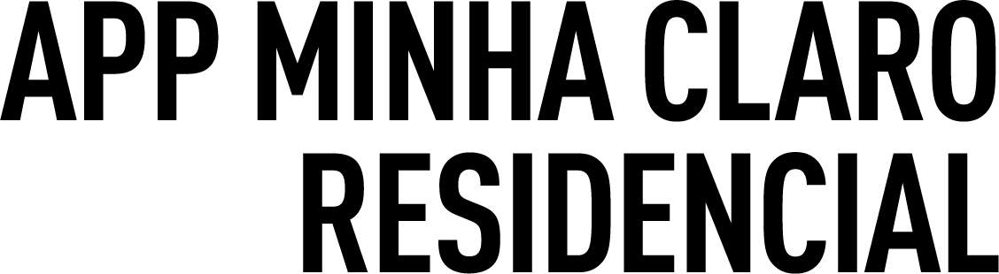 APP MINHA CLARO
RESIDENCIAL